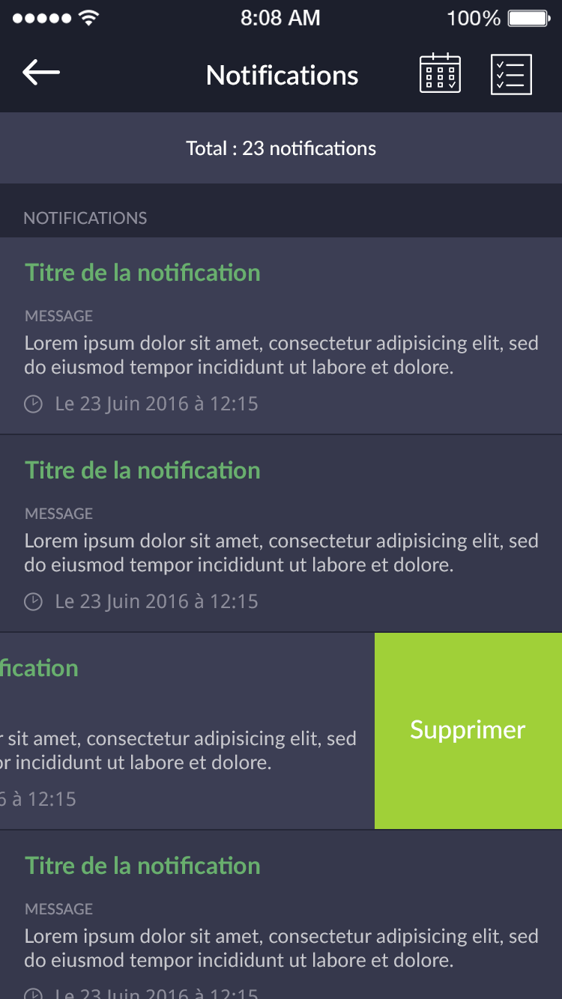 8:08 AM
100%
Notifications
Total : 23 notifications
NOTIFICATIONS
Titre de la notification
MESSAGE
Lorem ipsum dolor sit amet, consectetur adipisicing elit, sed
do eiusmod tempor incididunt ut labore et dolore.
Le 23 Juin 2016 à 12:15
Titre de la notification
MESSAGE
Lorem ipsum dolor sit amet, consectetur adipisicing elit, sed
do eiusmod tempor incididunt ut labore et dolore.
Le 23 Juin 2016 à 12:15
fication
r sit amet, consectetur adipisicing elit, sed
or incididunt ut labore et dolore.
6 à 12:15
Supprimer
Titre de la notification
MESSAGE
Lorem ipsum dolor sit amet, consectetur adipisicing elit, sed
do eiusmod tempor incididunt ut labore et dolore.
Le 23 Juin 2016 à 12:15